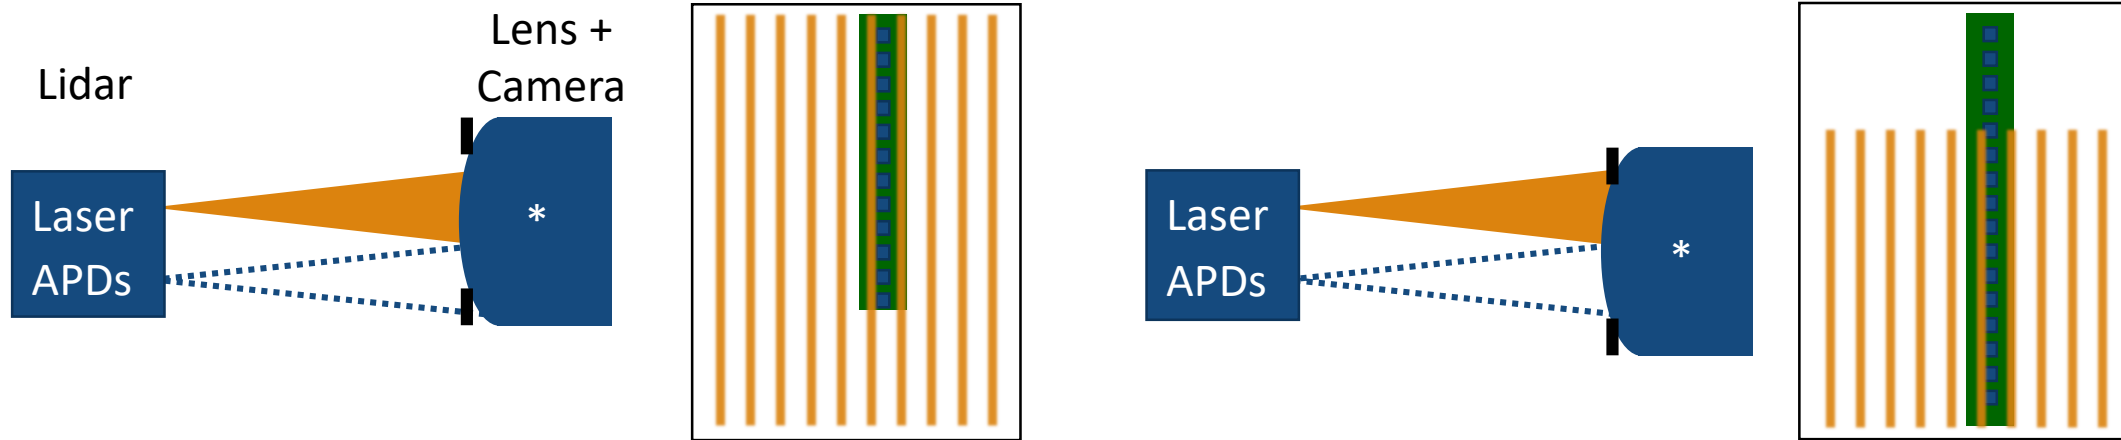 Lidar
Lens +
Camera
Laser
APDs
*
Laser
APDs
*